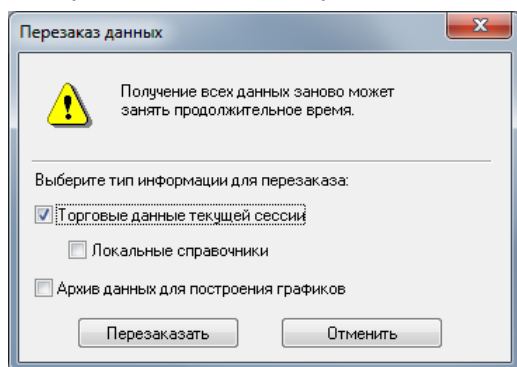 Перезаказ данных
Получение всех данных заново может
занять продолжительное время.
Выберите тип информации для перезаказа:
Торговые данные текущей сессии
Локальные справочники
Архив данных для построения графиков
Перезаказать
Отменить